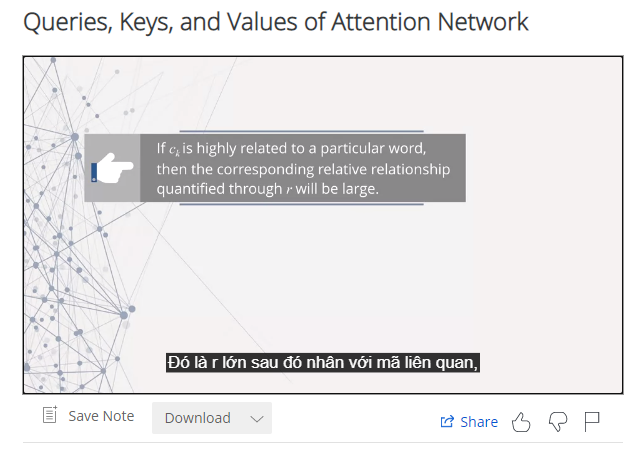 Queries, Keys, and Values of Attention Network
If cₖ is highly related to a particular word,
then the corresponding relative relationship
quantified through r will be large.
Đó là r lớn sau đó nhân với mã liên quan,
Save Note
Download
Share